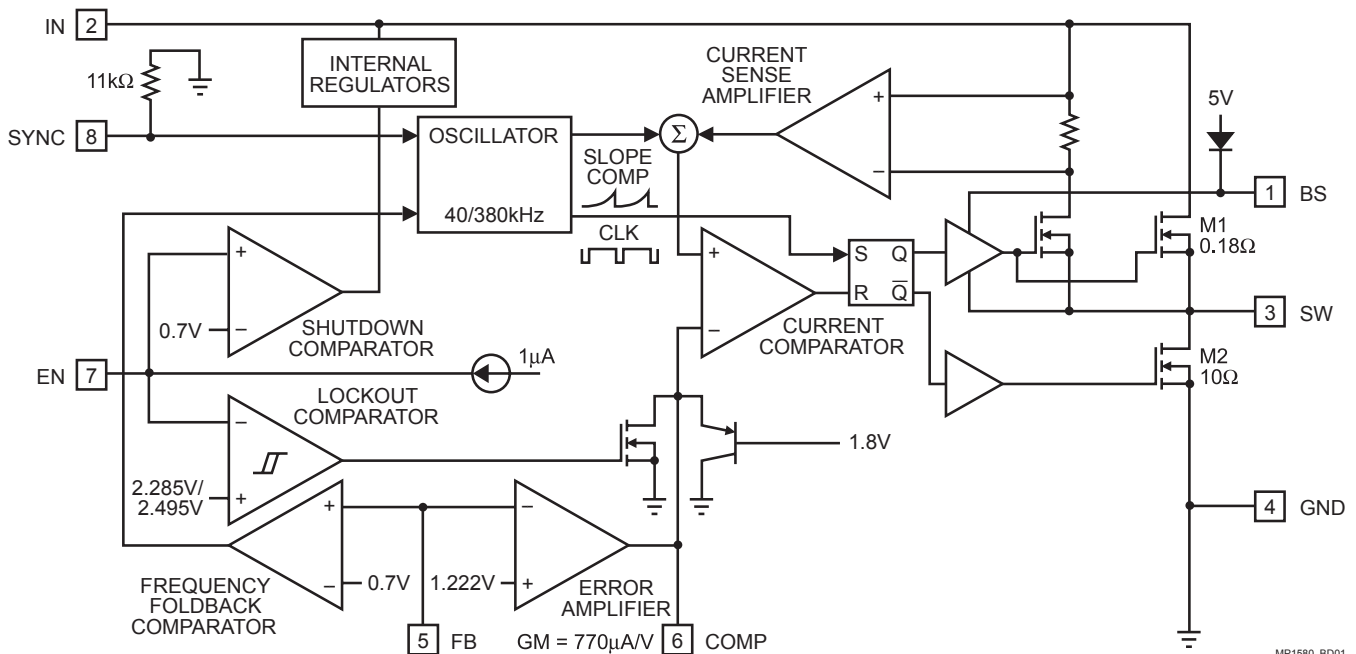 IN 2
INTERNAL
REGULATORS
CURRENT
SENSE
AMPLIFIER
+
−
5V
11kΩ
SYNC 8
OSCILLATOR
40/380kHz
Σ
SLOPE
COMP
CLK
1 BS
M1
0.18Ω
+
−
0.7V
SHUTDOWN
COMPARATOR
+
−
CURRENT
COMPARATOR
S Q
R Q̅
3 SW
M2
10Ω
EN 7
1µA
LOCKOUT
COMPARATOR
−
+
2.285V/
2.495V
1.8V
4 GND
+
−
0.7V
FREQUENCY
FOLDBACK
COMPARATOR
−
+
1.222V
ERROR
AMPLIFIER
5 FB
GM = 770µA/V
6 COMP
MP1580_BD01